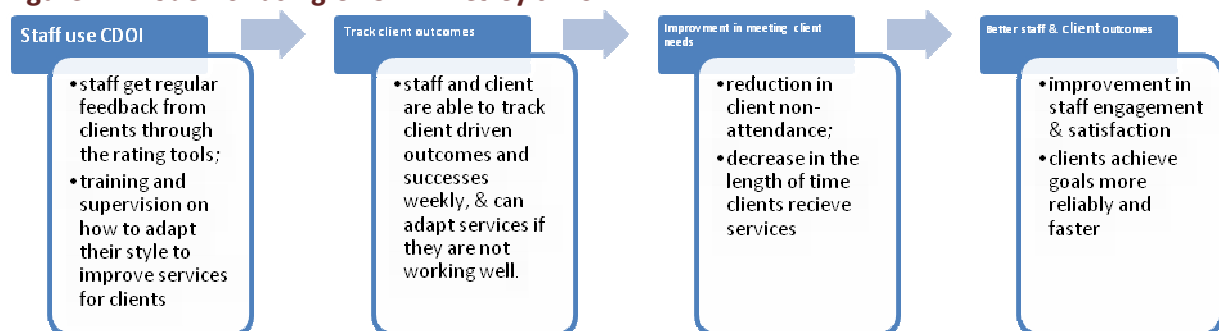 Staff use CDOI
•staff get regular
feedback from
clients through
the rating tools;
•training and
supervision on
how to adapt
their style to
improve services
for clients
Track client outcomes
•staff and client
are able to track
client driven
outcomes and
successes
weekly, & can
adapt services if
they are not
working well.
Improvment in meeting client
needs
•reduction in
client non-
attendance;
•decrease in the
length of time
clients recieve
services
Better staff & Client outcomes
•improvement in
staff engagement
& satisfaction
•clients achieve
goals more
reliably and
faster